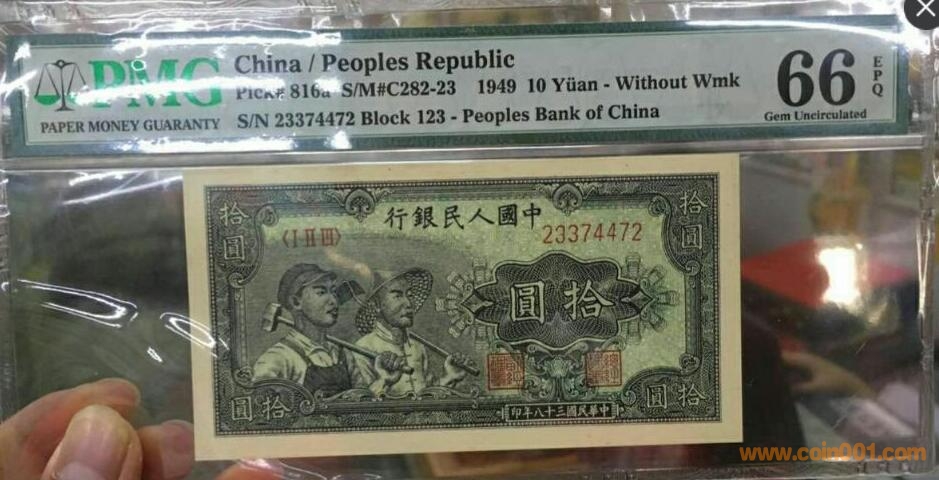 PMG
PAPER MONEY GUARANTY
China / Peoples Republic
Pick# 816a S/M#C282-23 1949 10 Yüan - Without Wmk
S/N 23374472 Block 123 - Peoples Bank of China
66
EPQ
Gem Uncirculated
行銀民人國中
拾圓
拾圓
〈I II III〉
23374472
圓拾
圓拾
圓拾
印年八十三國民華中
www.coin001.com